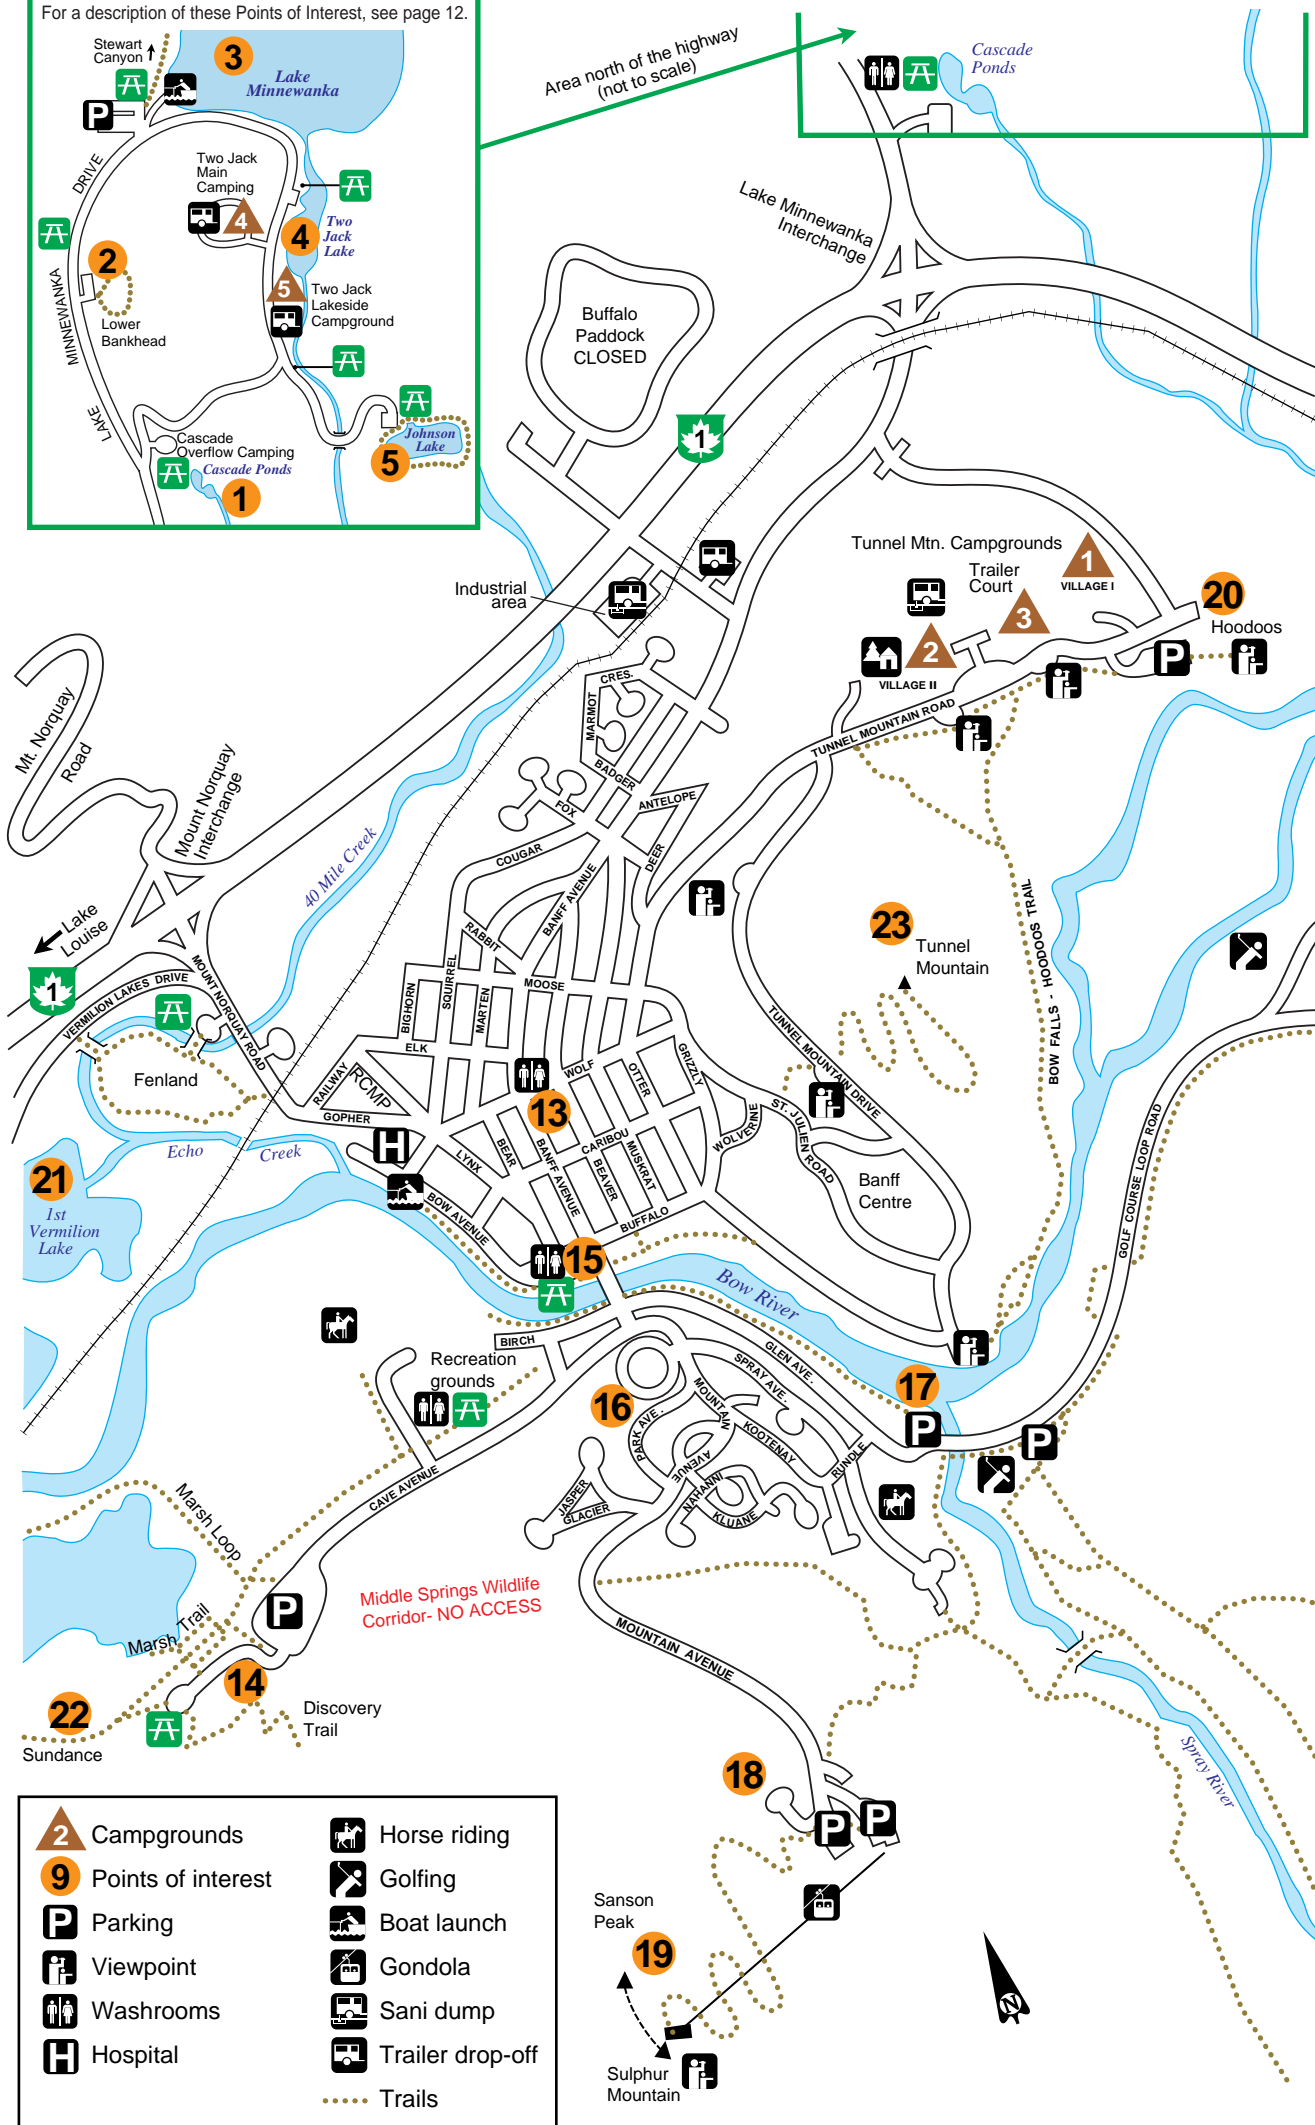 For a description of these Points of Interest, see page 12.
Stewart
Canyon
3
Lake
Minnewanka
P
DRIVE
Two Jack
Main
Camping
4
4
Two
Jack
Lake
2
5
Two Jack
Lakeside
Campground
MINNEWANKA
Lower
Bankhead
LAKE
Johnson
Lake
5
Cascade
Overflow Camping
Cascade Ponds
1
Area north of the highway
(not to scale)
Cascade
Ponds
Lake Minnewanka
Interchange
Buffalo
Paddock
CLOSED
1
Industrial
area
Tunnel Mtn. Campgrounds
1
VILLAGE I
Trailer
Court
3
2
VILLAGE II
20
Hoodoos
P
TUNNEL MOUNTAIN ROAD
Mt. Norquay
Road
Mount Norquay
Interchange
40 Mile Creek
CRES.
MARMOT
BADGER
FOX
ANTELOPE
COUGAR
DEER
BANFF AVENUE
RABBIT
SQUIRREL
MOOSE
BIGHORN
MARTEN
ELK
Lake
Louise
1
VERMILION LAKES DRIVE
MOUNT NORQUAY ROAD
Fenland
RAILWAY
RCMP
GOPHER
H
WOLF
OTTER
GRIZZLY
13
CARIBOU
BEAR
BANFF AVENUE
BEAVER
MUSKRAT
LYNX
BOW AVENUE
BUFFALO
WOLVERINE
ST. JULIEN ROAD
TUNNEL MOUNTAIN DRIVE
Banff
Centre
23
Tunnel
Mountain
BOW FALLS - HOODOOS TRAIL
GOLF COURSE LOOP ROAD
Echo
Creek
21
1st
Vermilion
Lake
15
Bow River
BIRCH
Recreation
grounds
16
GLEN AVE.
SPRAY AVE.
MOUNTAIN
AVENUE
PARK AVE.
KOOTENAY
RUNDLE
NAHANNI
KLUANE
JASPER
GLACIER
CAVE AVENUE
17
P
P
Marsh Loop
Marsh Trail
P
Middle Springs Wildlife
Corridor- NO ACCESS
MOUNTAIN AVENUE
14
Discovery
Trail
22
Sundance
Spray River
18
P
P
Sanson
Peak
19
Sulphur
Mountain
N
2 Campgrounds
9 Points of interest
P Parking
Viewpoint
Washrooms
H Hospital
Horse riding
Golfing
Boat launch
Gondola
Sani dump
Trailer drop-off
Trails